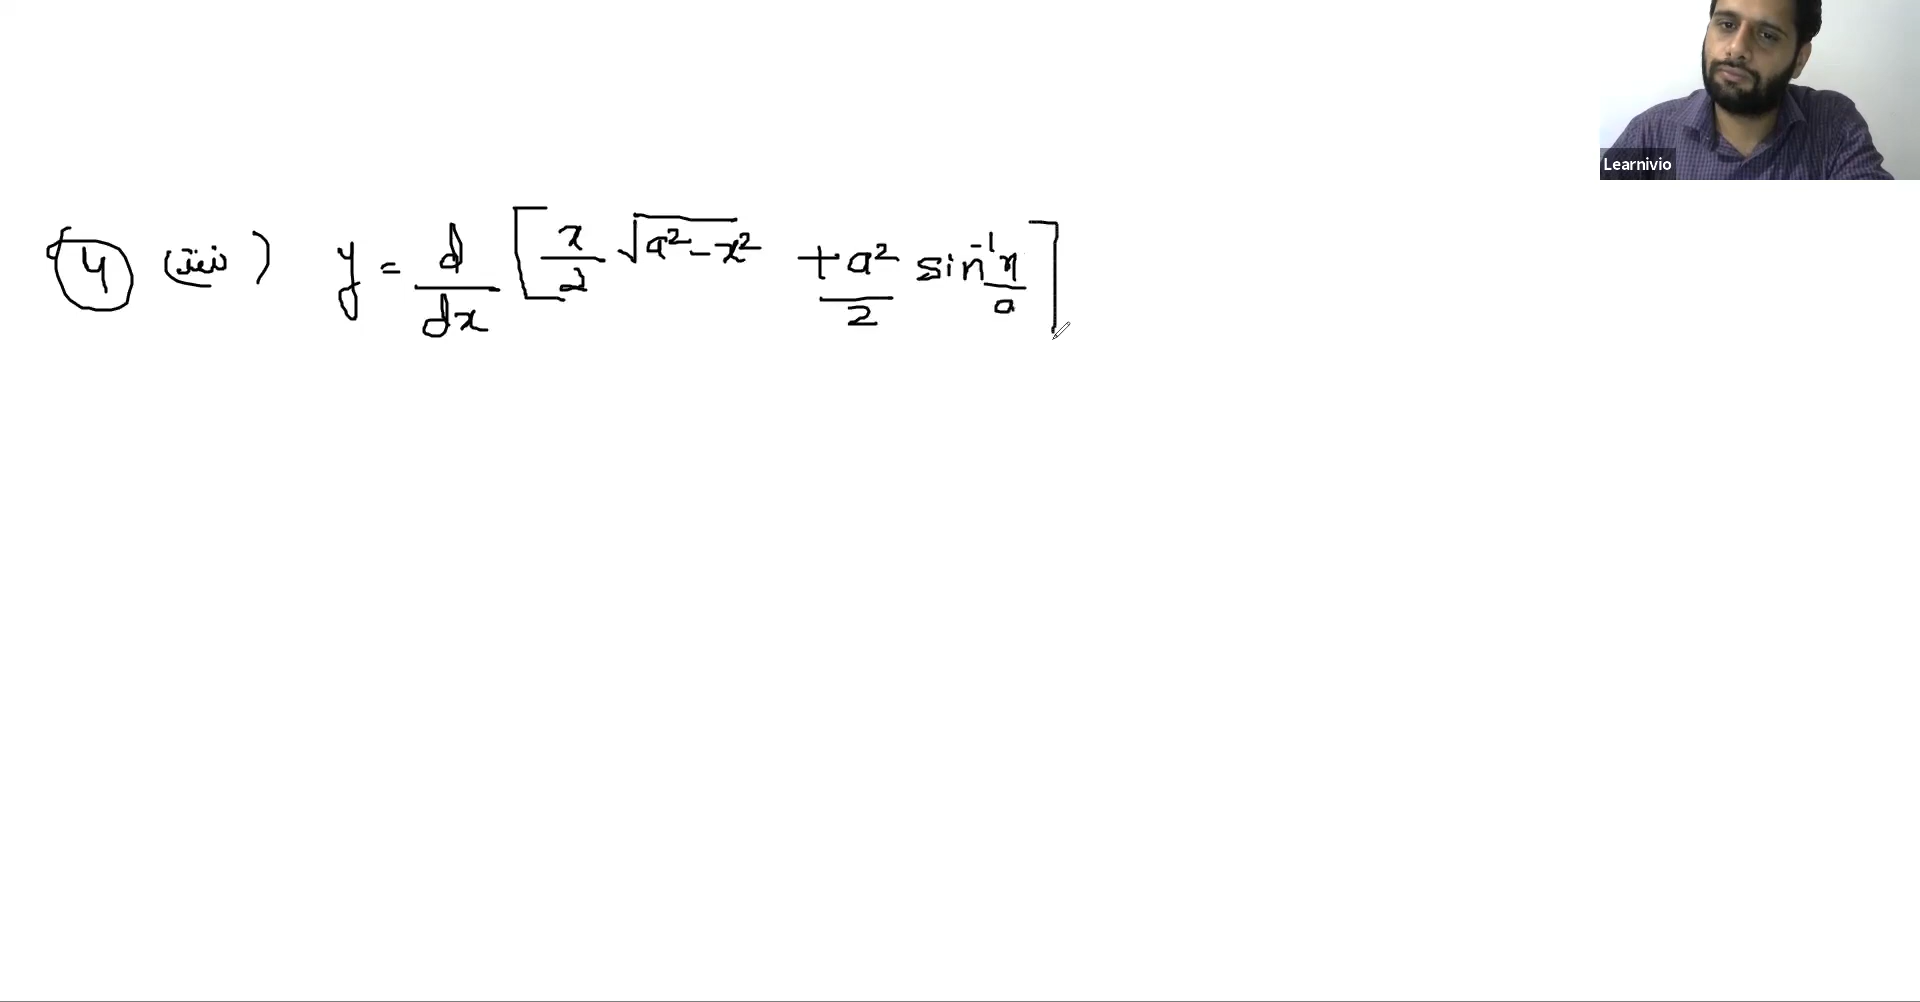 Learnivio
4 (iii) y = d/dx [x/2 √(a² - x²) + a²/2 sin⁻¹ x/a]